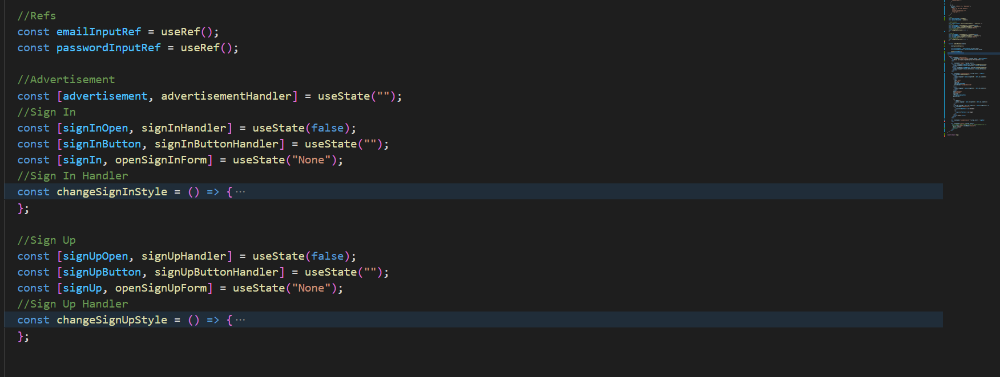 //Refs
const emailInputRef = useRef();
const passwordInputRef = useRef();
//Advertisement
const [advertisement, advertisementHandler] = useState("");
//Sign In
const [signInOpen, signInHandler] = useState(false);
const [signInButton, signInButtonHandler] = useState("");
const [signIn, openSignInForm] = useState("None");
//Sign In Handler
const changeSignInStyle = () => {⋯
};
//Sign Up
const [signUpOpen, signUpHandler] = useState(false);
const [signUpButton, signUpButtonHandler] = useState("");
const [signUp, openSignUpForm] = useState("None");
//Sign Up Handler
const changeSignUpStyle = () => {⋯
};